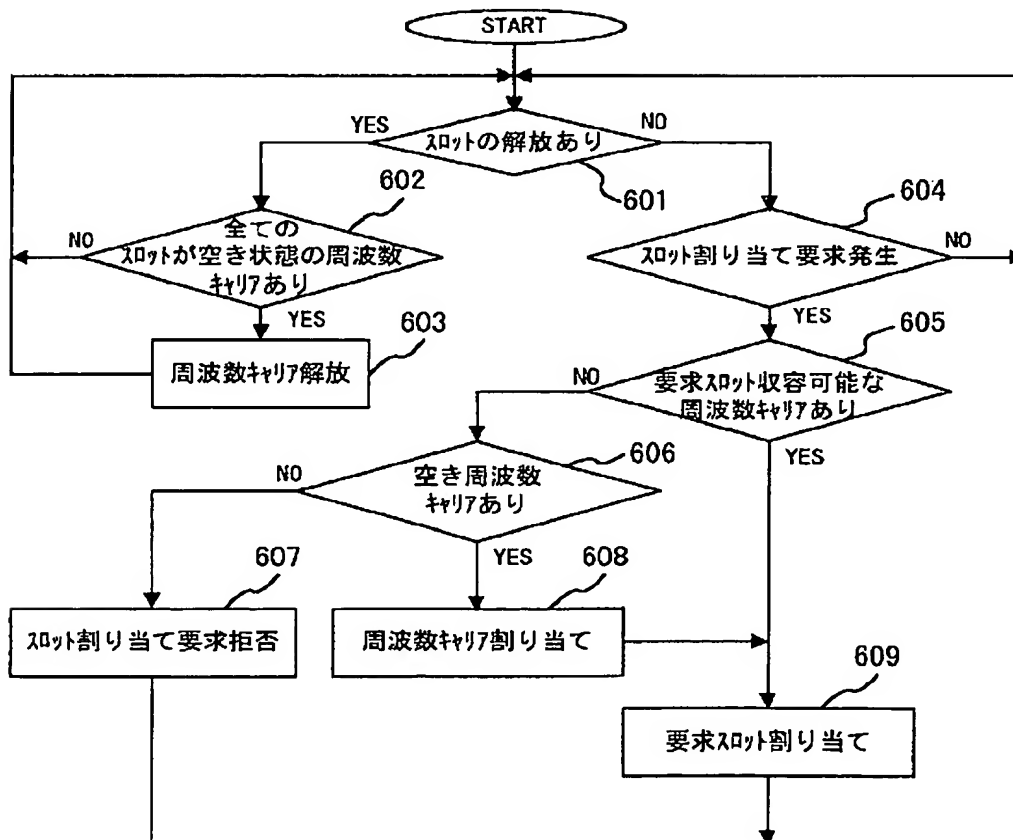 START
YES
スロットの解放あり
NO
601
602
全ての
スロットが空き状態の周波数
キャリアあり
NO
YES
603
周波数キャリア解放
604
スロット割り当て要求発生
NO
YES
605
要求スロット収容可能な
周波数キャリアあり
NO
YES
606
空き周波数
キャリアあり
NO
YES
607
スロット割り当て要求拒否
608
周波数キャリア割り当て
609
要求スロット割り当て